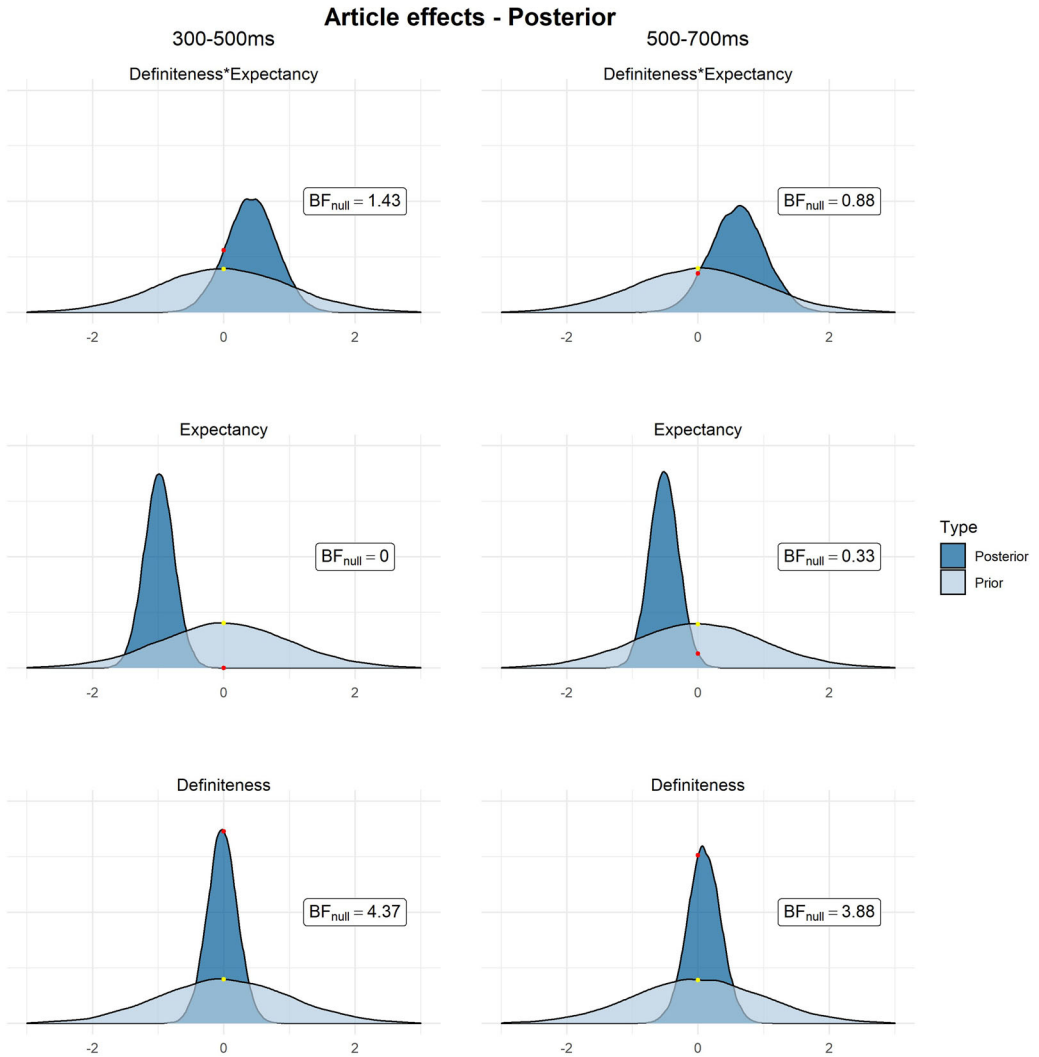 Article effects - Posterior
300-500ms
500-700ms
Definiteness*Expectancy
Definiteness*Expectancy
BFnull = 1.43
BFnull = 0.88
-2 0 2
-2 0 2
Expectancy
Expectancy
BFnull = 0
BFnull = 0.33
-2 0 2
-2 0 2
Type
Posterior
Prior
Definiteness
Definiteness
BFnull = 4.37
BFnull = 3.88
-2 0 2
-2 0 2